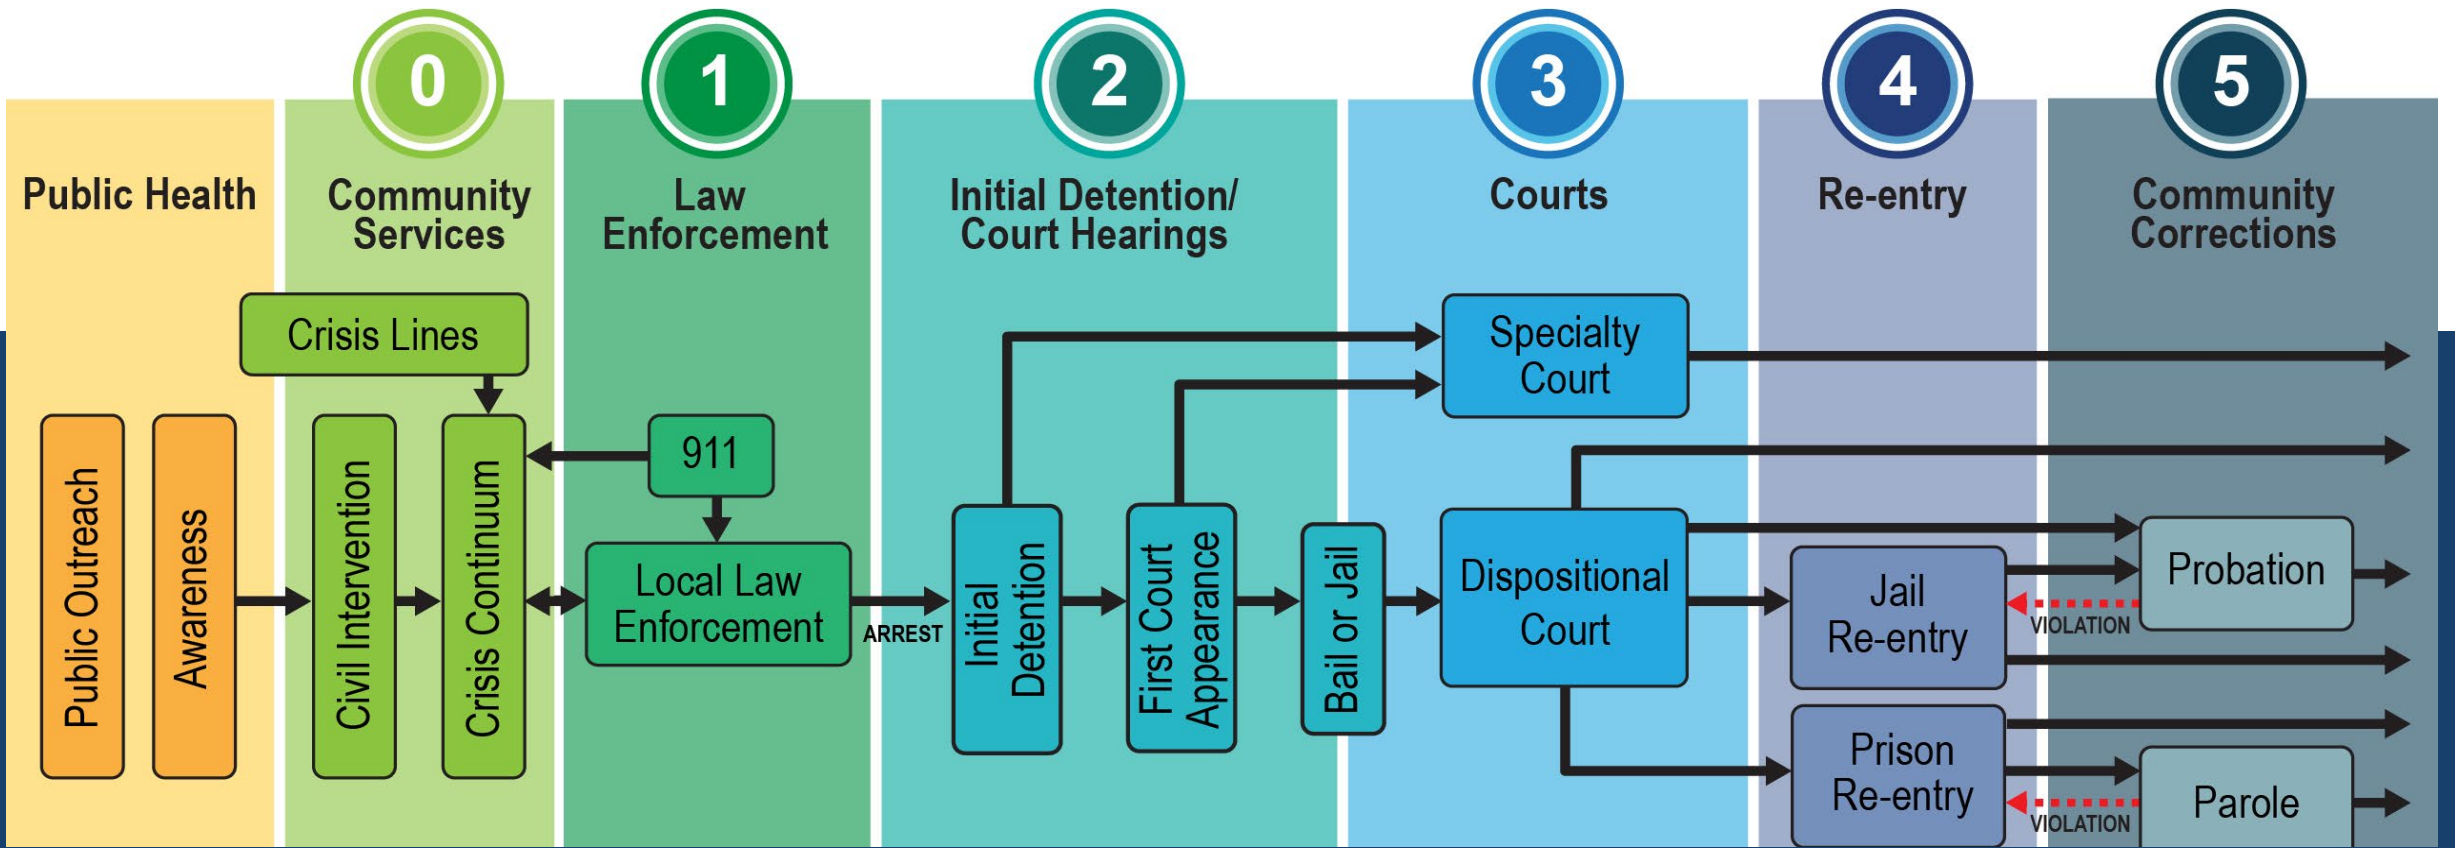 0
1
2
3
4
5
Public Health
Community
Services
Law
Enforcement
Initial Detention/
Court Hearings
Courts
Re-entry
Community
Corrections
Crisis Lines
Public Outreach
Awareness
Civil Intervention
Crisis Continuum
911
Local Law
Enforcement
ARREST
Initial
Detention
First Court
Appearance
Bail or Jail
Specialty
Court
Dispositional
Court
Jail
Re-entry
Prison
Re-entry
Probation
VIOLATION
Parole
VIOLATION